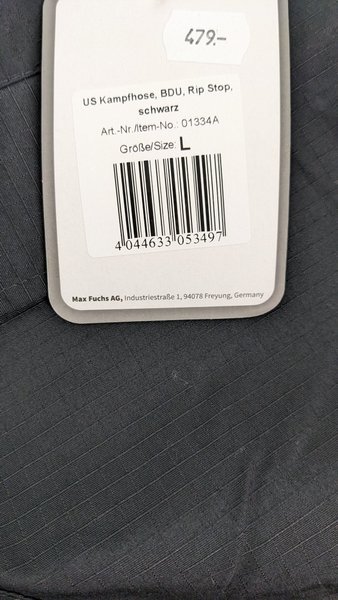 479.-
US Kampfhose, BDU, Rip Stop,
schwarz
Art.-Nr./Item-No.: 01334A
Größe/Size: L
4 044633 053497
Max Fuchs AG, Industriestraße 1, 94078 Freyung, Germany